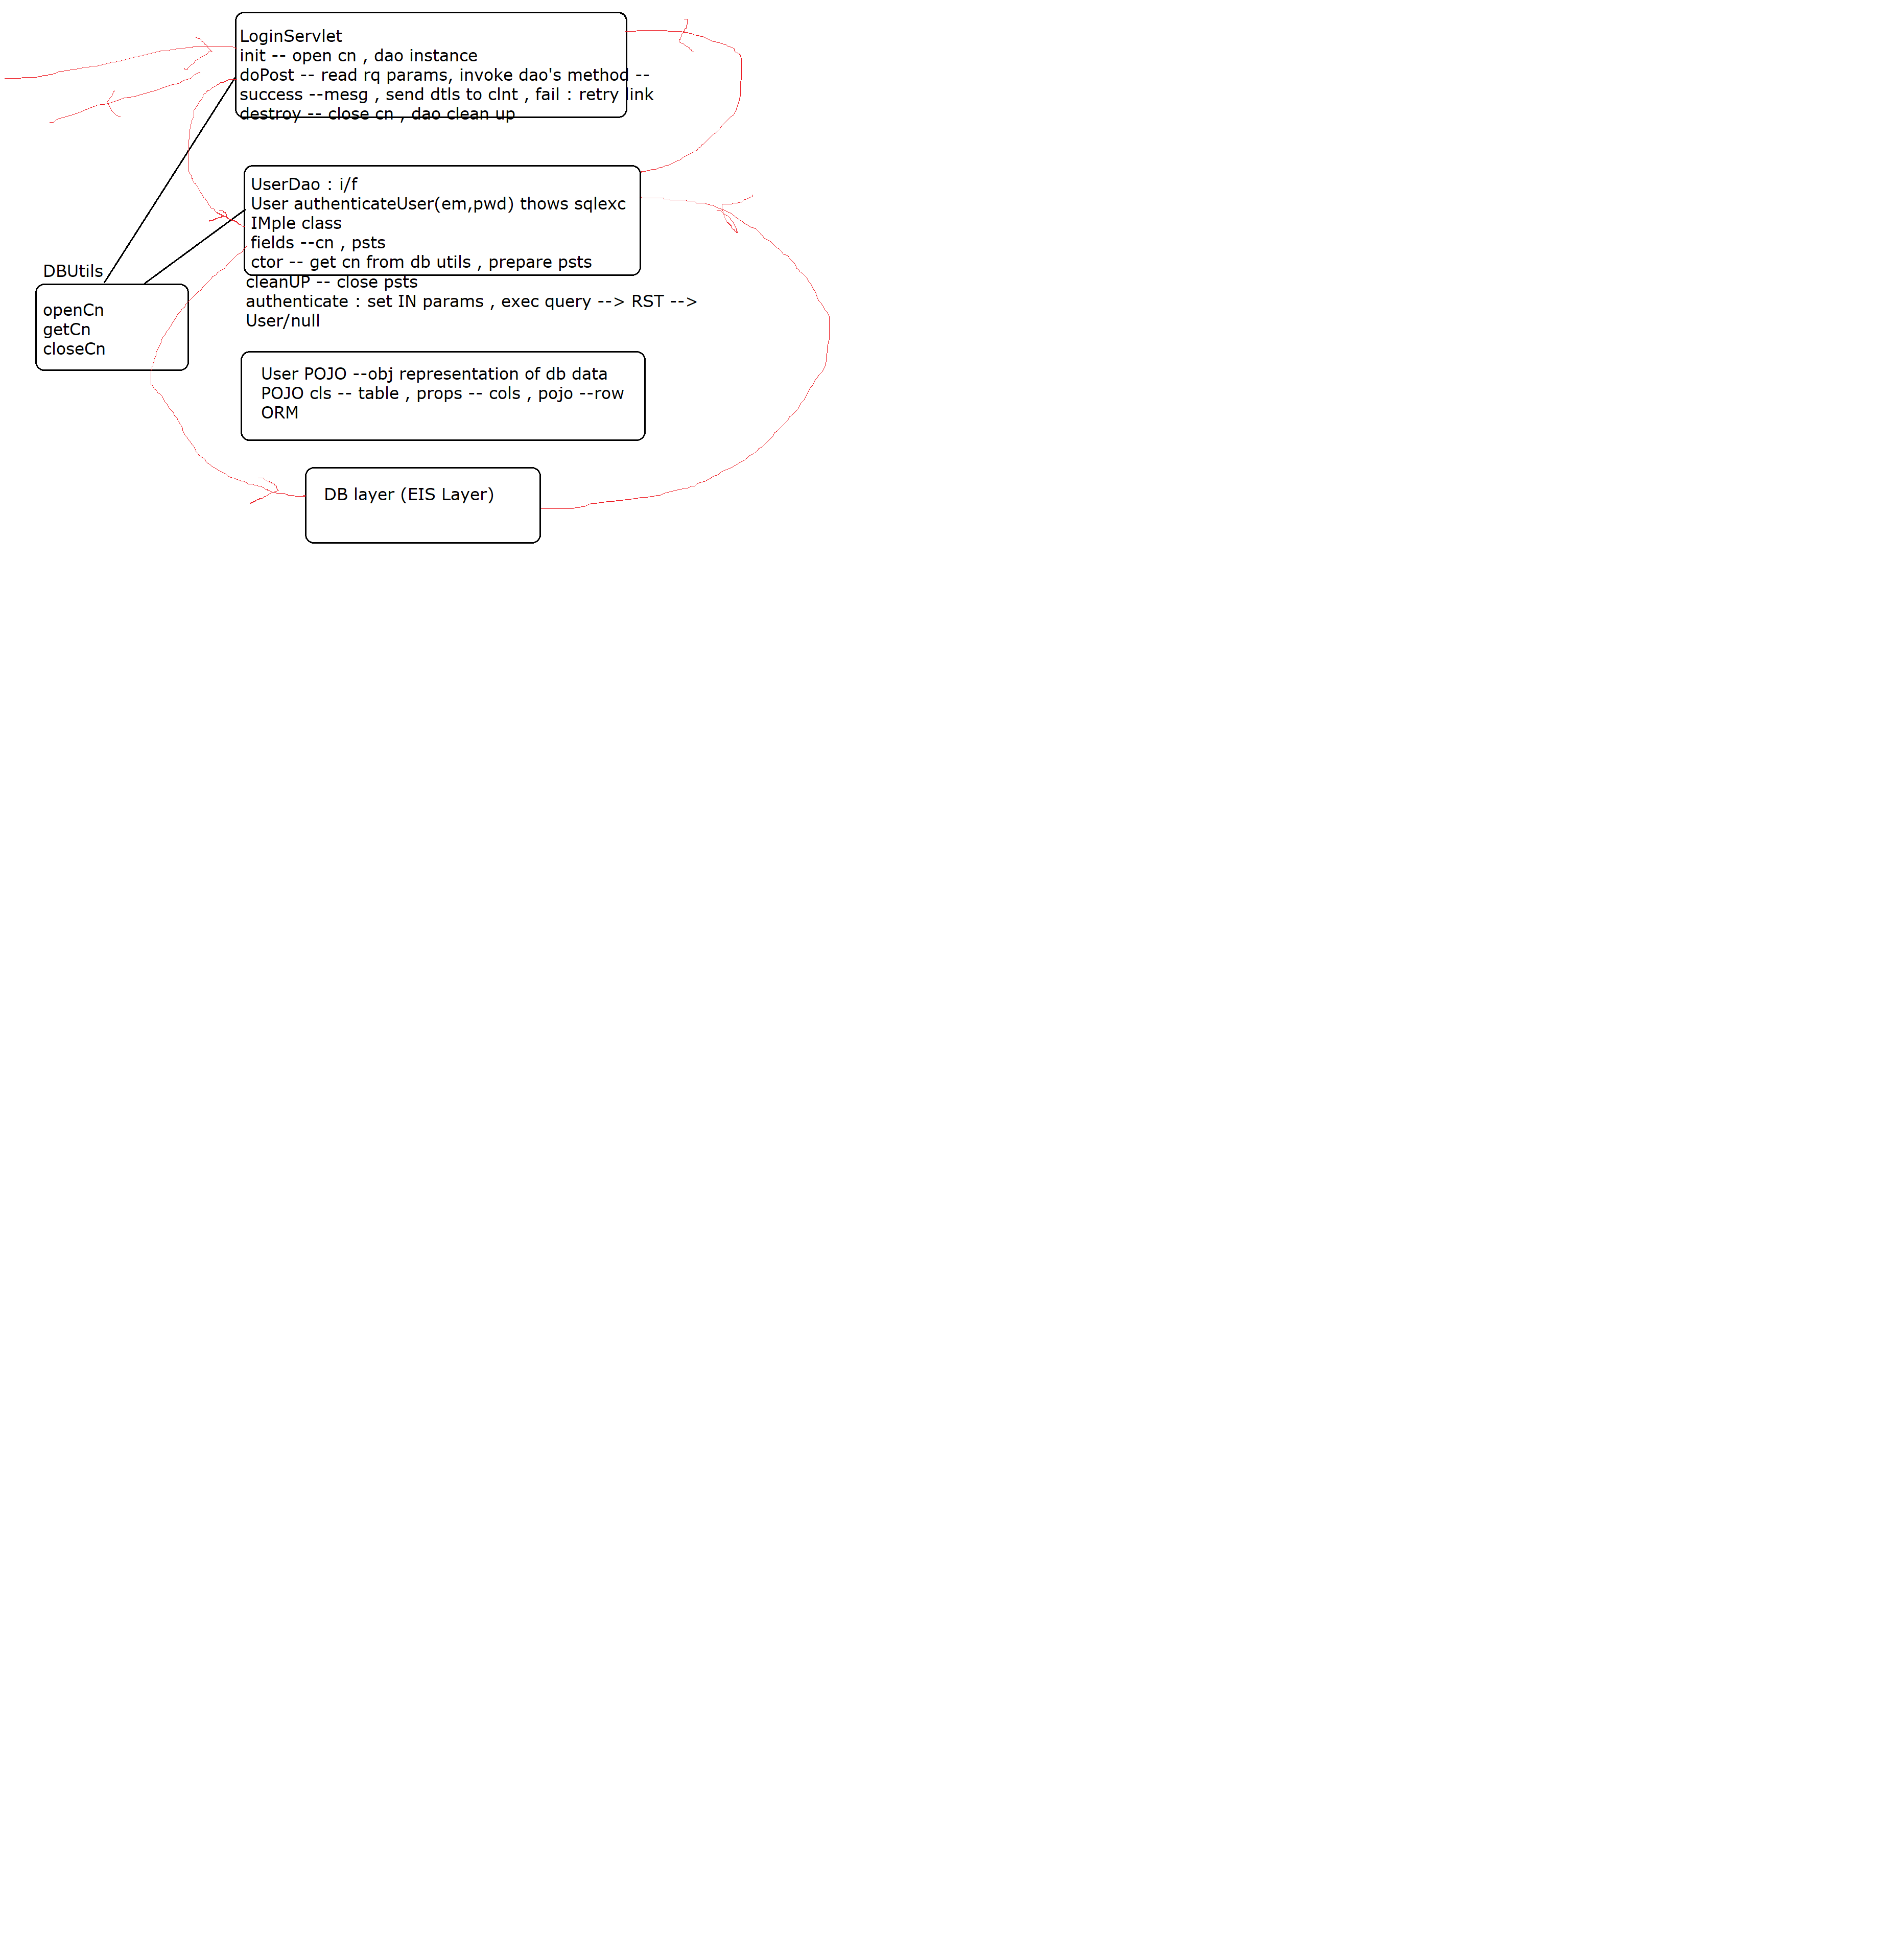 LoginServlet
init -- open cn , dao instance
doPost -- read rq params, invoke dao's method --
success --mesg , send dtls to clnt , fail : retry link
destroy -- close cn , dao clean up
UserDao : i/f
User authenticateUser(em,pwd) thows sqlexc
IMple class
fields --cn , psts
ctor -- get cn from db utils , prepare psts
cleanUP -- close psts
authenticate : set IN params , exec query --> RST -->
User/null
DBUtils
openCn
getCn
closeCn
User POJO --obj representation of db data
POJO cls -- table , props -- cols , pojo --row
ORM
DB layer (EIS Layer)